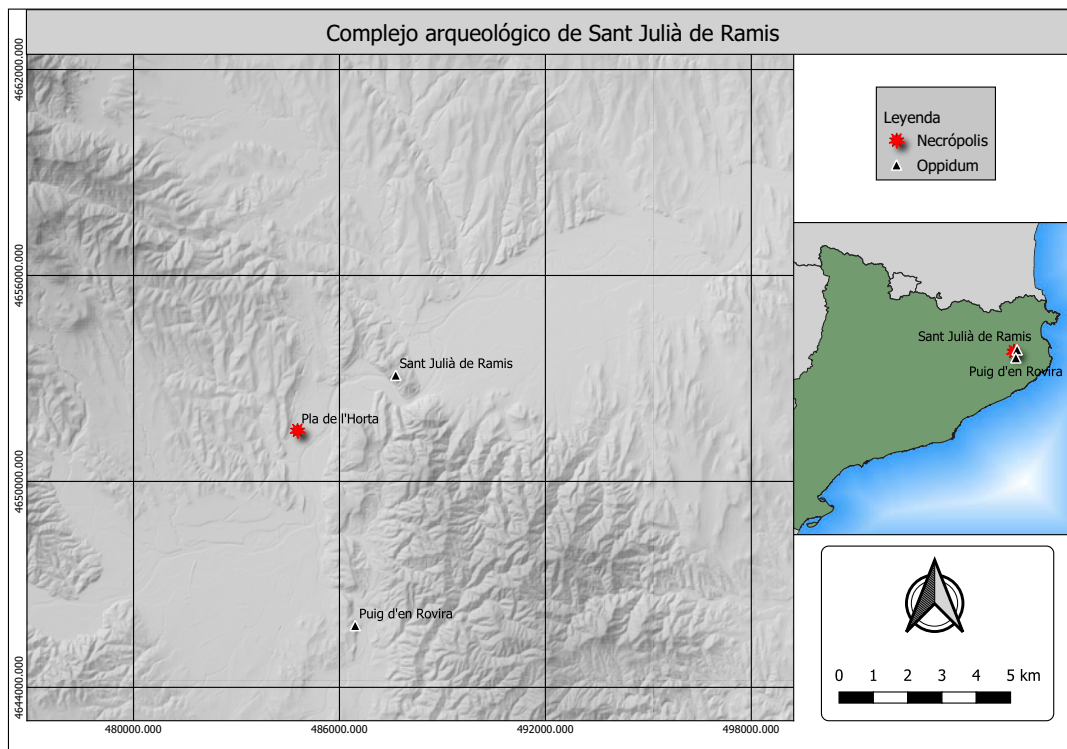 Complejo arqueológico de Sant Julià de Ramis
4662000.000
4656000.000
4650000.000
4644000.000
Sant Julià de Ramis
Pla de l'Horta
Puig d'en Rovira
480000.000
486000.000
492000.000
498000.000
Leyenda
Necrópolis
Oppidum
Sant Julià de Ramis
Puig d'en Rovira
0 1 2 3 4 5 km